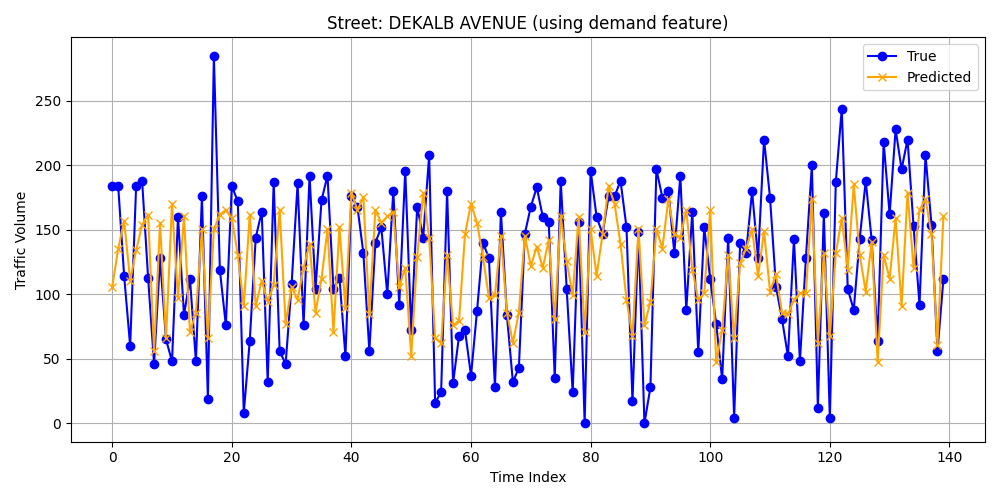 Street: DEKALB AVENUE (using demand feature)
True
Predicted
Traffic Volume
250
200
150
100
50
0
0 20 40 60 80 100 120 140
Time Index